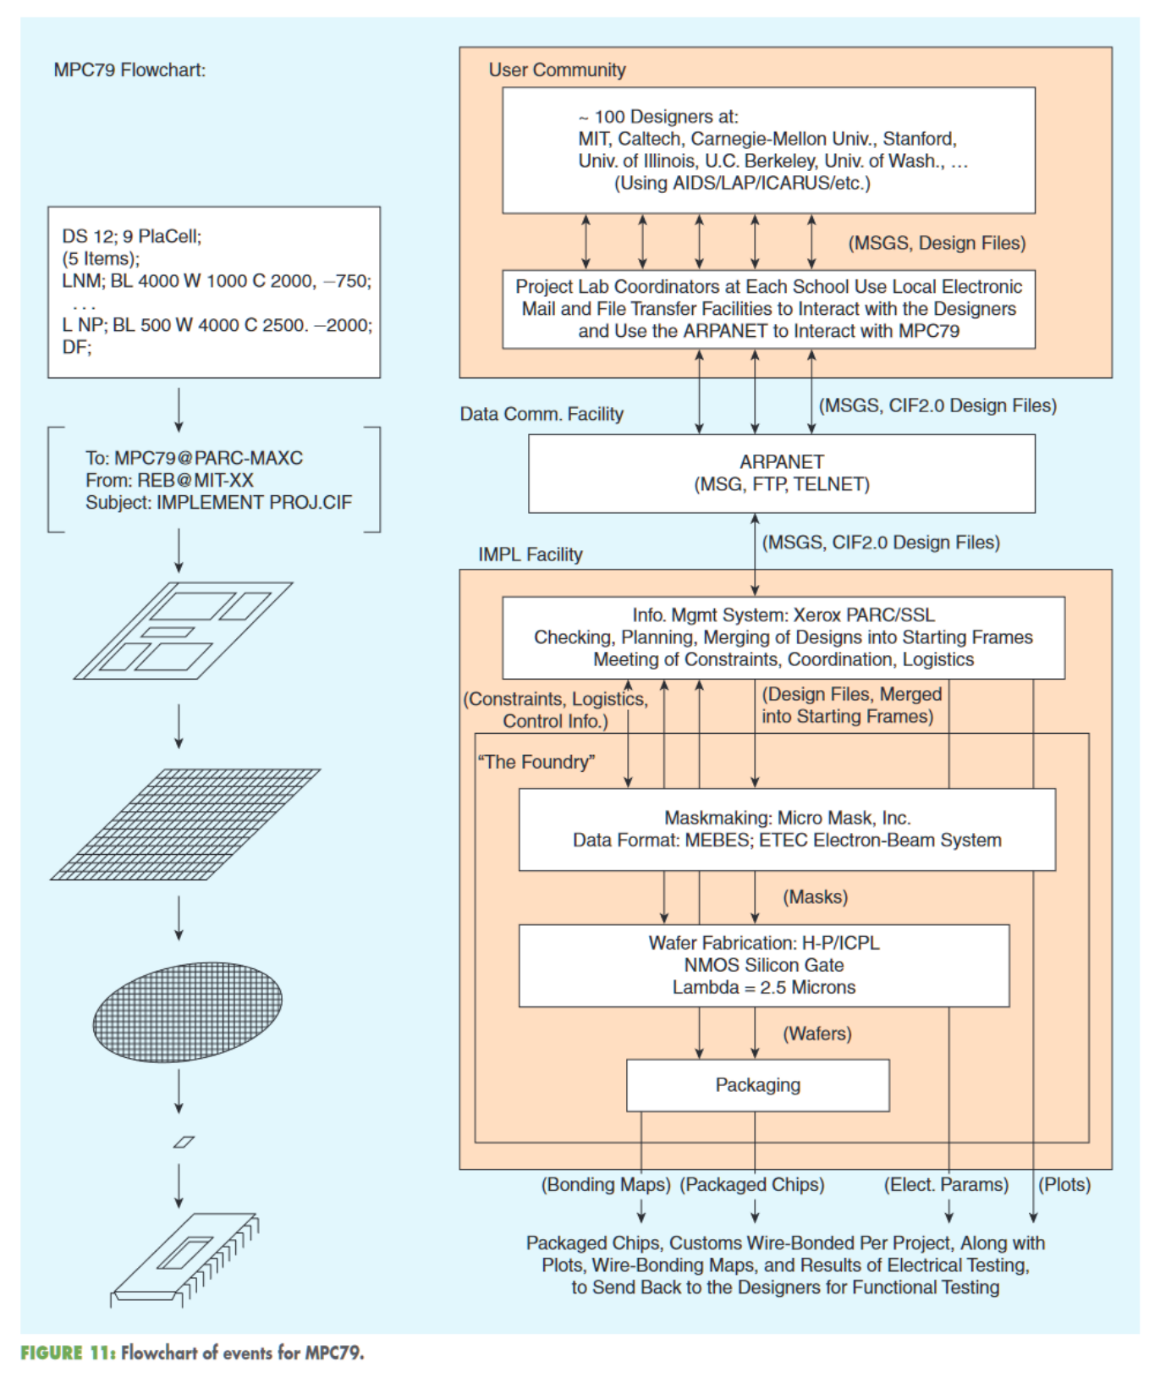 MPC79 Flowchart:
DS 12; 9 PlaCell;
(5 Items);
LNM; BL 4000 W 1000 C 2000, −750;
...
L NP; BL 500 W 4000 C 2500. −2000;
DF;
To: MPC79@PARC-MAXC
From: REB@MIT-XX
Subject: IMPLEMENT PROJ.CIF
User Community
~ 100 Designers at:
MIT, Caltech, Carnegie-Mellon Univ., Stanford,
Univ. of Illinois, U.C. Berkeley, Univ. of Wash., ...
(Using AIDS/LAP/ICARUS/etc.)
(MSGS, Design Files)
Project Lab Coordinators at Each School Use Local Electronic
Mail and File Transfer Facilities to Interact with the Designers
and Use the ARPANET to Interact with MPC79
(MSGS, CIF2.0 Design Files)
Data Comm. Facility
ARPANET
(MSG, FTP, TELNET)
(MSGS, CIF2.0 Design Files)
IMPL Facility
Info. Mgmt System: Xerox PARC/SSL
Checking, Planning, Merging of Designs into Starting Frames
Meeting of Constraints, Coordination, Logistics
(Constraints, Logistics,
Control Info.)
(Design Files, Merged
into Starting Frames)
“The Foundry”
Maskmaking: Micro Mask, Inc.
Data Format: MEBES; ETEC Electron-Beam System
(Masks)
Wafer Fabrication: H-P/ICPL
NMOS Silicon Gate
Lambda = 2.5 Microns
(Wafers)
Packaging
(Bonding Maps) (Packaged Chips) (Elect. Params) (Plots)
Packaged Chips, Customs Wire-Bonded Per Project, Along with
Plots, Wire-Bonding Maps, and Results of Electrical Testing,
to Send Back to the Designers for Functional Testing
FIGURE 11: Flowchart of events for MPC79.